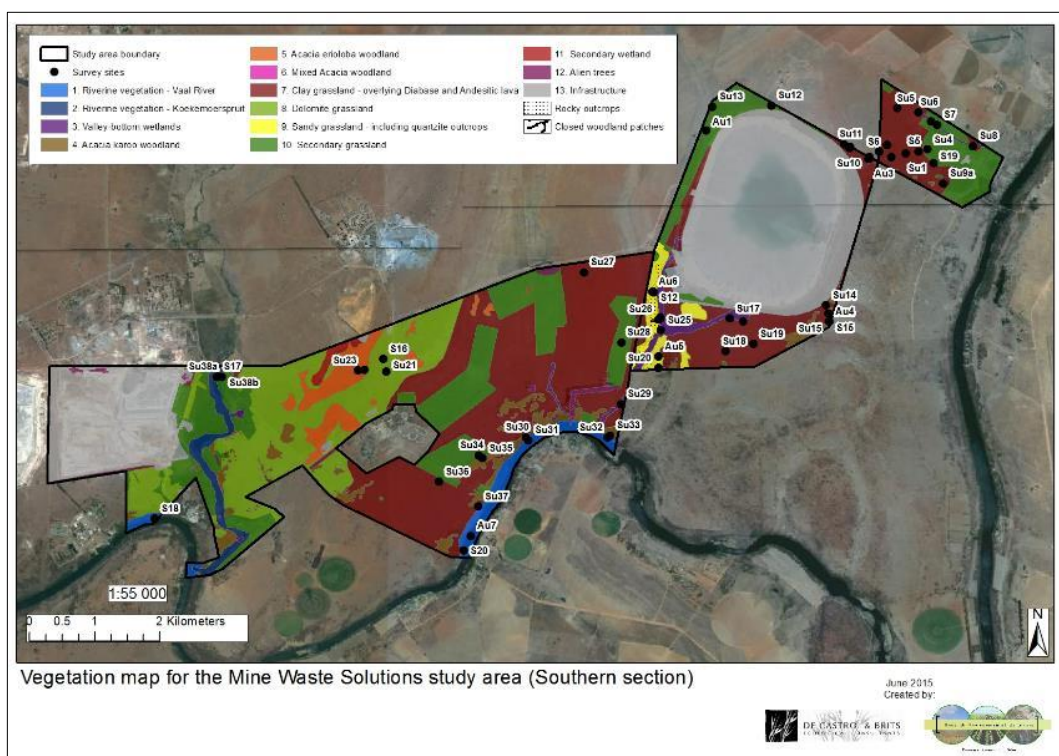 Study area boundary
Survey sites
1. Riverine vegetation - Vaal River
2. Riverine vegetation - Koekemoerspruit
3. Valley-bottom wetlands
4. Acacia karoo woodland
5. Acacia erioloba woodland
6. Mixed Acacia woodland
7. Clay grassland - overlying Diabase and Andesitic lava
8. Dolomite grassland
9. Sandy grassland - including quartzite outcrops
10. Secondary grassland
11. Secondary wetland
12. Alien trees
13. Infrastructure
Rocky outcrops
Closed woodland patches
Su13
Su12
Au1
Su5
Su6
S7
Su8
Su11
S6
S5
Su4
S19
Su10
Au3
Su1
Su9a
Su27
Au6
S12
Su26
Su25
Su17
Su14
Au4
Su15
S15
Su28
Su19
Su18
Au5
Su20
S16
Su23
Su21
Su38a
S17
Su38b
Su29
Su30
Su31
Su32
Su33
Su34
Su35
Su36
Su37
S18
Au7
S20
1:55 000
0 0.5 1 2 Kilometers
N
Vegetation map for the Mine Waste Solutions study area (Southern section)
June 2015
Created by:
DE CASTRO & BRITS